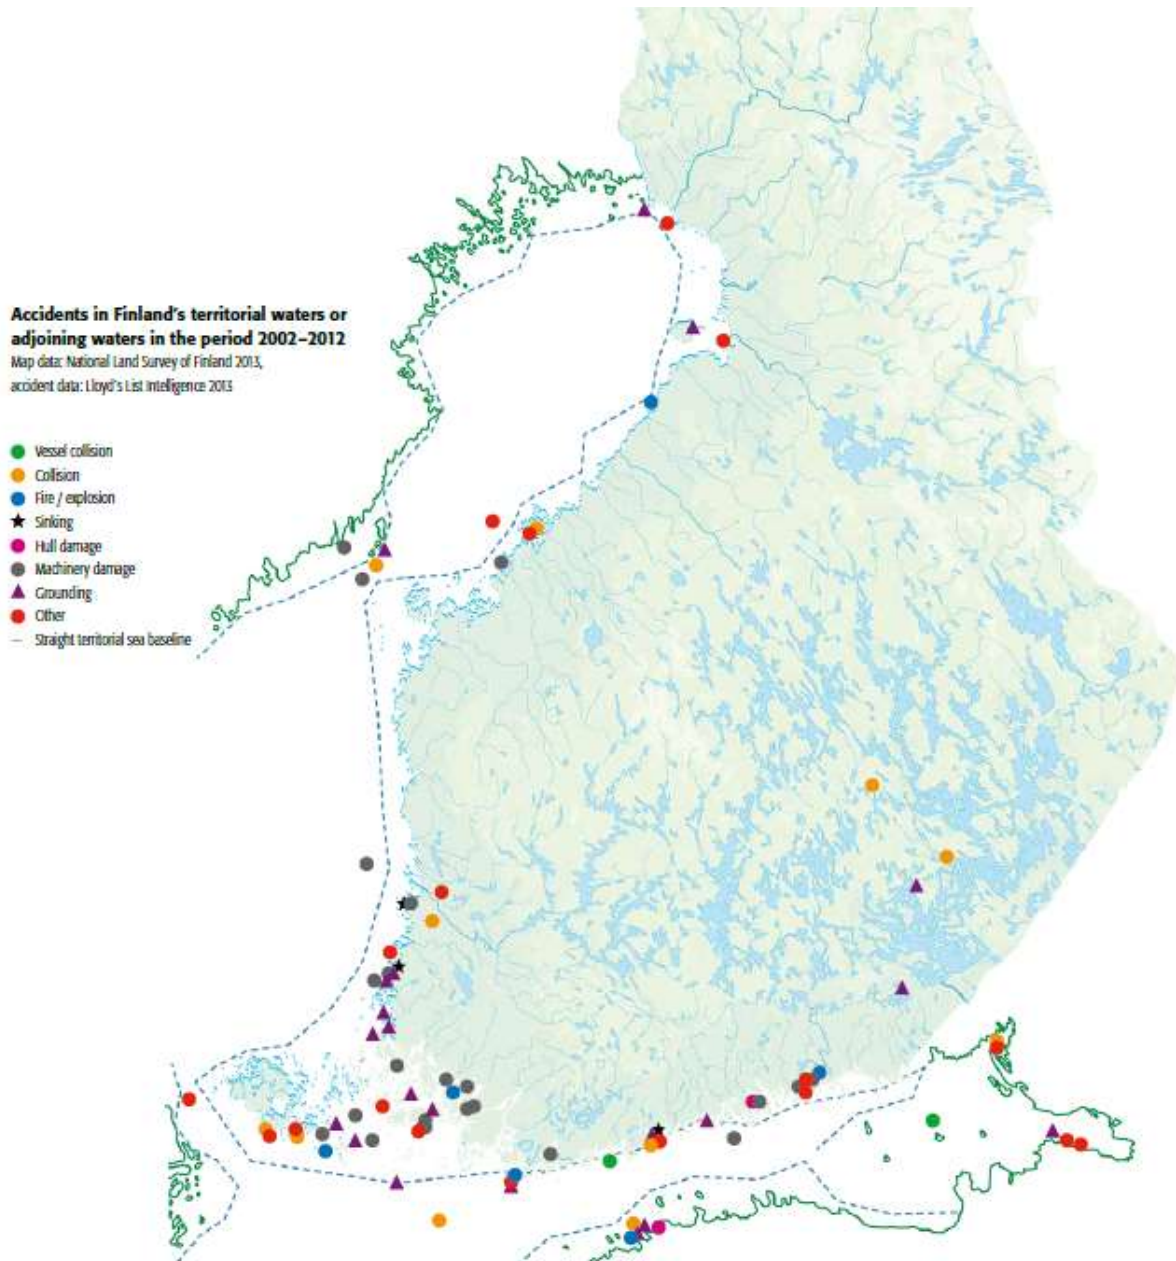 Accidents in Finland's territorial waters or
adjoining waters in the period 2002–2012
Map data: National Land Survey of Finland 2013,
accident data: Lloyd's List Intelligence 2013
Vessel collision
Collision
Fire / explosion
Sinking
Hull damage
Machinery damage
Grounding
Other
Straight territorial sea baseline